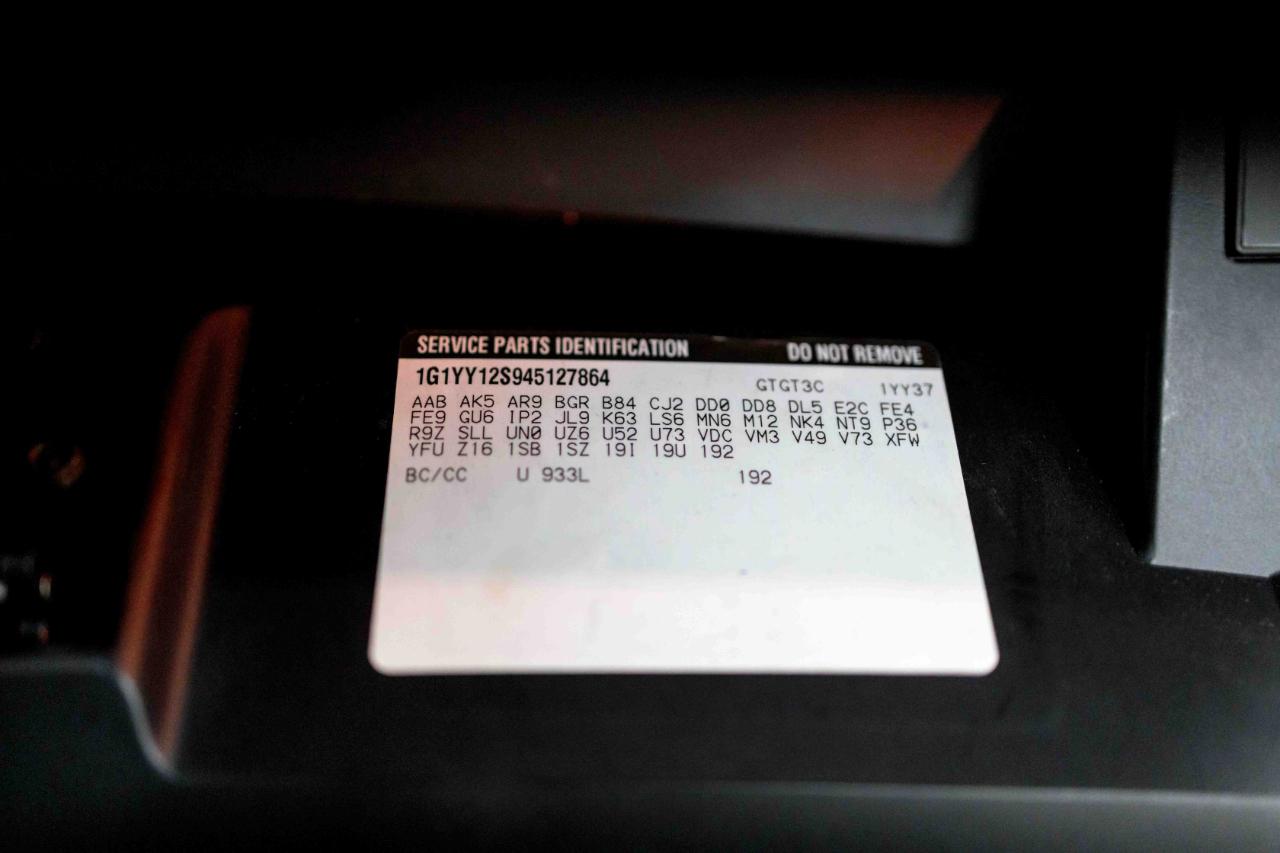 SERVICE PARTS IDENTIFICATION DO NOT REMOVE
1G1YY12S945127864 GTGT3C 1YY37
AAB AK5 AR9 BGR B84 CJ2 DD0 DD8 DL5 E2C FE4
FE9 GU6 IP2 JL9 K63 LS6 MN6 M12 NK4 NT9 P36
R9Z SLL UN0 UZ6 U52 U73 VDC VM3 V49 V73 XFW
YFU Z16 1SB 1SZ 19I 19U 192
BC/CC U 933L 192